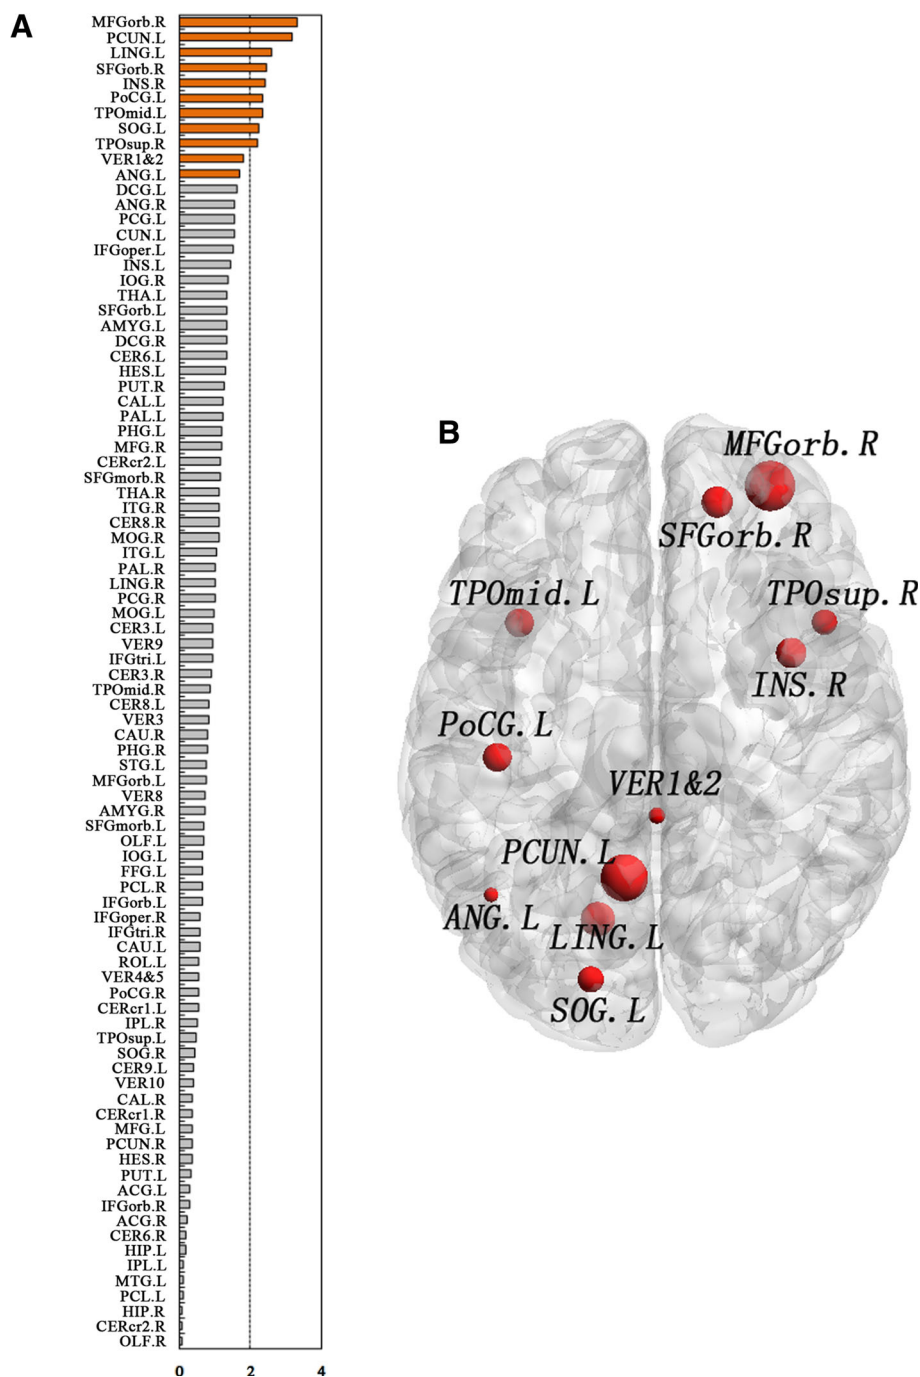 A
MFGorb.R
PCUN.L
LING.L
SFGorb.R
INS.R
PoCG.L
TPOmid.L
SOG.L
TPOsup.R
VER1&2
ANG.L
DCG.L
ANG.R
PCG.L
CUN.L
IFGoper.L
INS.L
IOG.R
THA.L
SFGorb.L
AMYG.L
DCG.R
CER6.L
HES.L
PUT.R
CAL.L
PAL.L
PHG.L
MFG.R
CERcr2.L
SFGmorb.R
THA.R
ITG.R
CER8.R
MOG.R
ITG.L
PAL.R
LING.R
PCG.R
MOG.L
CER3.L
VER9
IFGtri.L
CER3.R
TPOmid.R
CER8.L
VER3
CAU.R
PHG.R
STG.L
MFGorb.L
VER8
AMYG.R
SFGmorb.L
OLF.L
IOG.L
FFG.L
PCL.R
IFGorb.L
IFGoper.R
IFGtri.R
CAU.L
ROL.L
VER4&5
PoCG.R
CERcr1.L
IPL.R
TPOsup.L
SOG.R
CER9.L
VER10
CAL.R
CERcr1.R
MFG.L
PCUN.R
HES.R
PUT.L
ACG.L
IFGorb.R
ACG.R
CER6.R
HIP.L
IPL.L
MTG.L
PCL.L
HIP.R
CERcr2.R
OLF.R
0 2 4
B
MFGorb.R
SFGorb.R
TPOmid.L
TPOsup.R
INS.R
PoCG.L
VER1&2
PCUN.L
ANG.L
LING.L
SOG.L